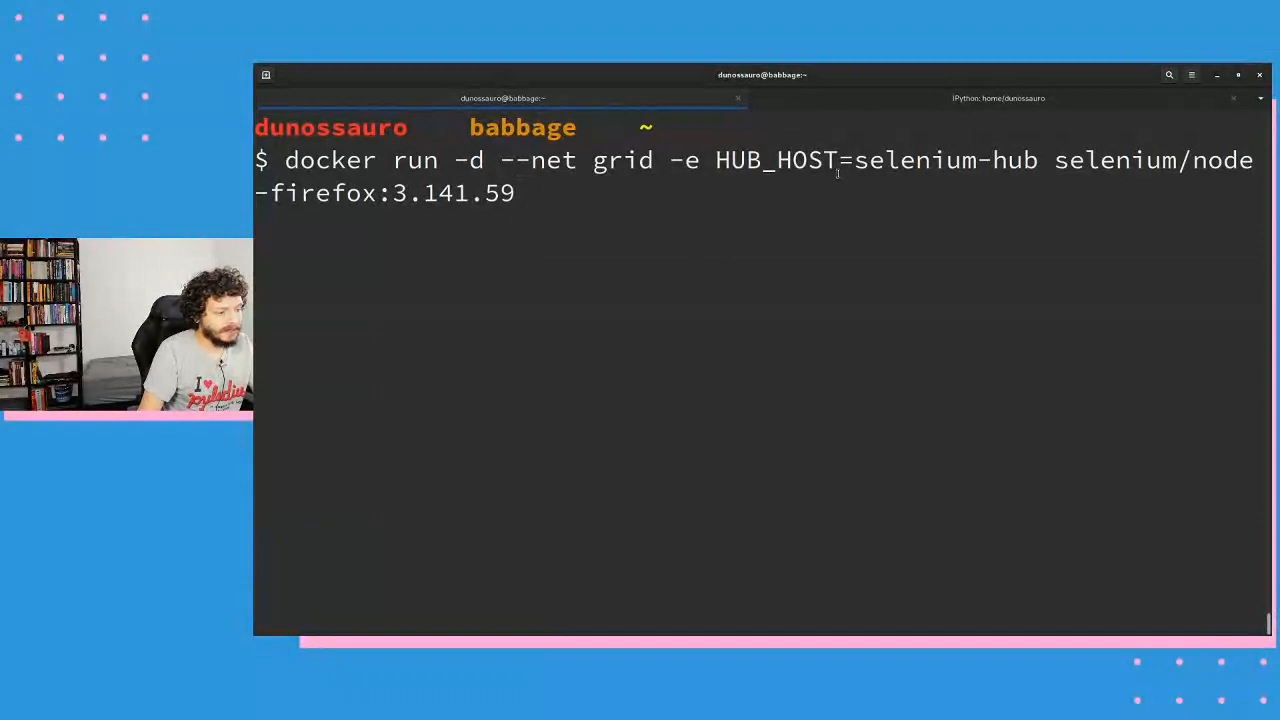 dunossauro@babbage:~
dunossauro@babbage:~
IPython: home/dunossauro
dunossauro babbage ~
$ docker run -d --net grid -e HUB_HOST=selenium-hub selenium/node
-firefox:3.141.59
I ♥
pyladies